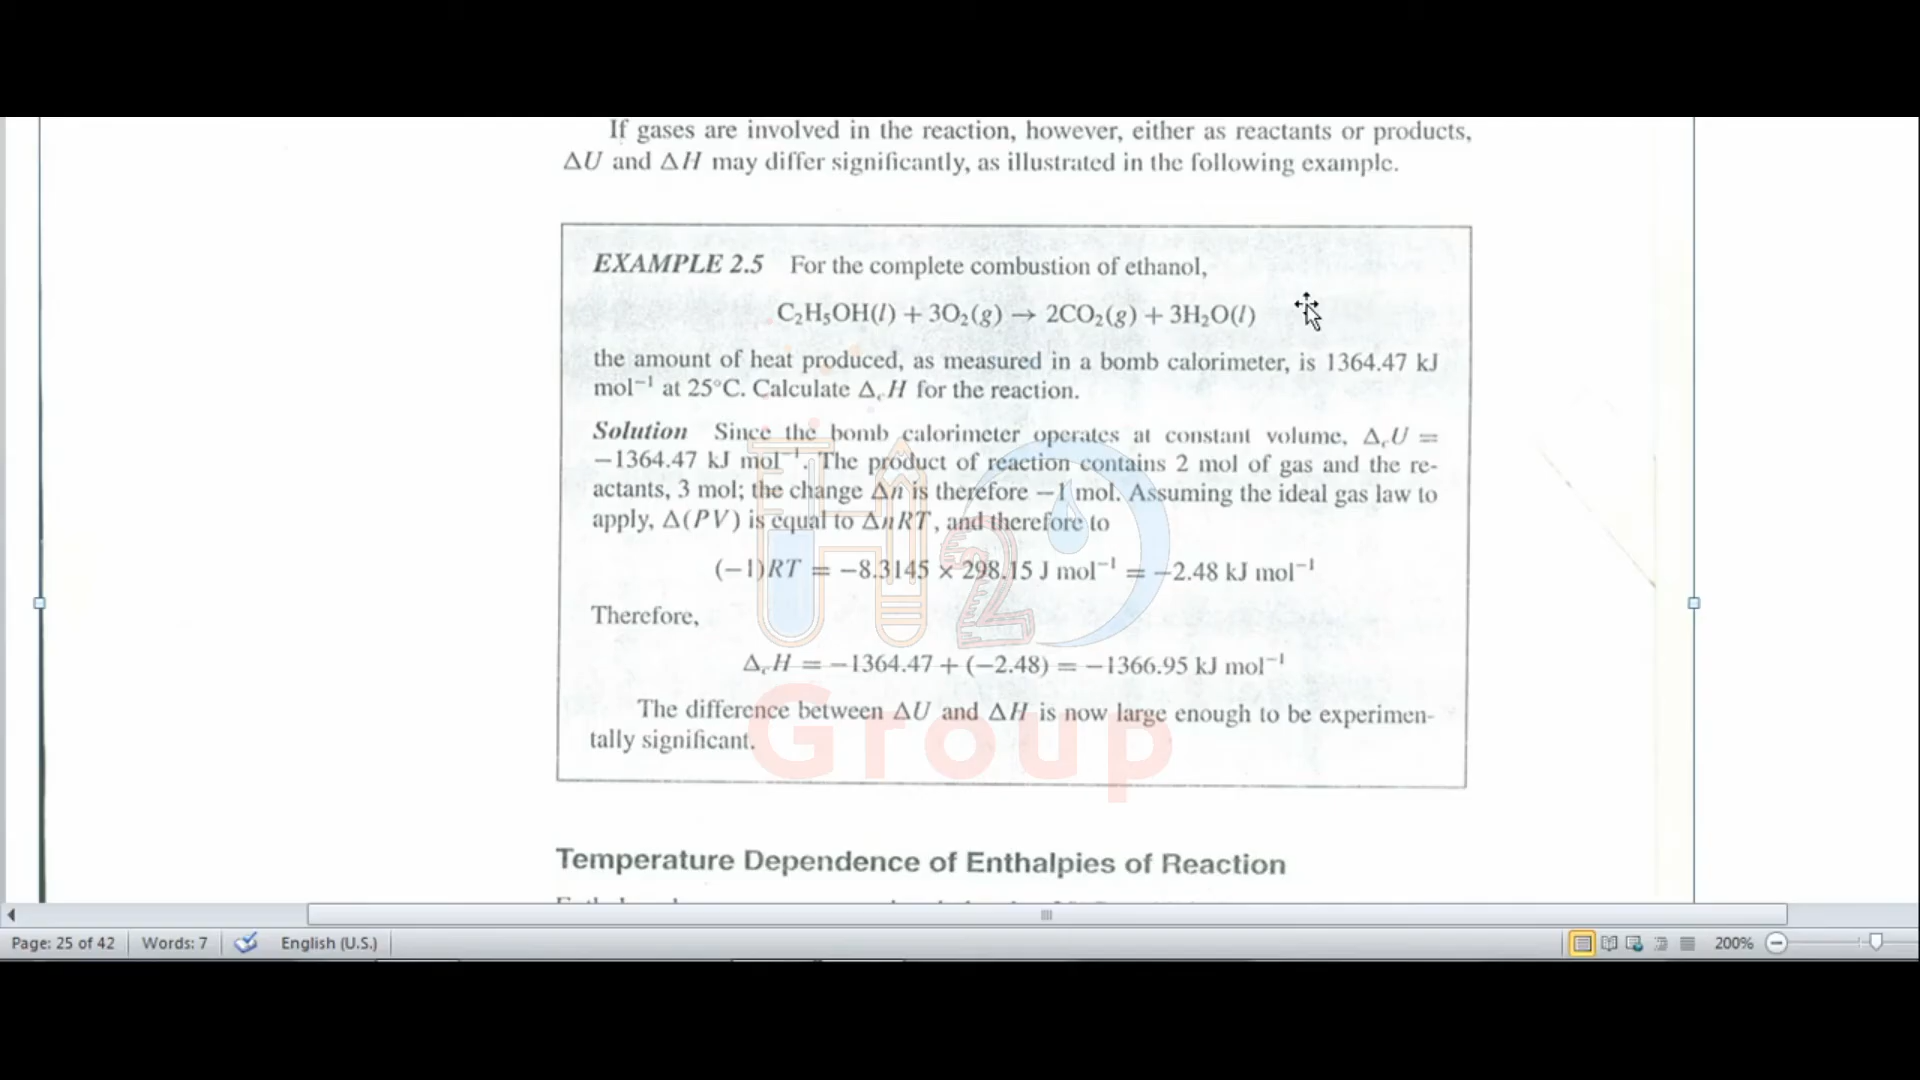 If gases are involved in the reaction, however, either as reactants or products,
ΔU and ΔH may differ significantly, as illustrated in the following example.
EXAMPLE 2.5 For the complete combustion of ethanol,
C₂H₅OH(l) + 3O₂(g) → 2CO₂(g) + 3H₂O(l)
the amount of heat produced, as measured in a bomb calorimeter, is 1364.47 kJ
mol⁻¹ at 25°C. Calculate Δ꜀H for the reaction.
Solution Since the bomb calorimeter operates at constant volume, Δ꜀U =
−1364.47 kJ mol⁻¹. The product of reaction contains 2 mol of gas and the re-
actants, 3 mol; the change Δn is therefore −1 mol. Assuming the ideal gas law to
apply, Δ(PV) is equal to ΔnRT, and therefore to
(−1)RT = −8.3145 × 298.15 J mol⁻¹ = −2.48 kJ mol⁻¹
Therefore,
Δ꜀H = −1364.47 + (−2.48) = −1366.95 kJ mol⁻¹
The difference between ΔU and ΔH is now large enough to be experimen-
tally significant.
H2O
Group
Temperature Dependence of Enthalpies of Reaction
Page: 25 of 42 Words: 7 English (U.S.) 200%